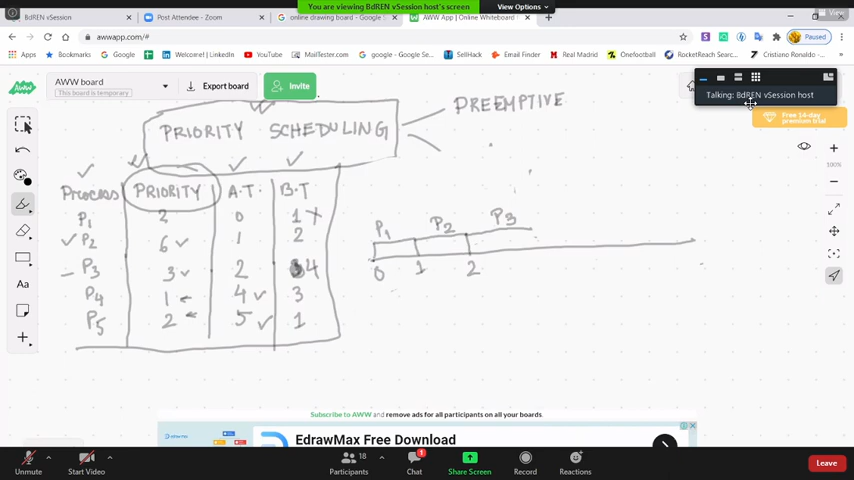 You are viewing BdREN vSession host's screen
View Options
BdREN vSession
Post Attendee - Zoom
online drawing board - Google S
AWW App | Online Whiteboard
View
awwapp.com/#
Paused
Apps
Bookmarks
Football
Welcome! | LinkedIn
YouTube
MailTester.com
google - Google Se...
SellHack
Email Finder
Real Madrid
Onefootball
RocketReach Search...
Cristiano Ronaldo...
AWW board
This board is temporary
Export board
Invite
Talking: BdREN vSession host
Free 14-day
premium trial
100%
PREEMPTIVE
PRIORITY SCHEDULING
Process PRIORITY A.T. B.T
P1 2 0 1
P2 6 1 2
P3 3 2 4
P4 1 4 3
P5 2 5 1
P1 P2 P3
0 1 2
Aa
Subscribe to AWW and remove ads for all participants on all your boards.
EdrawMax Free Download
Unmute
Start Video
18
Participants
1
Chat
Share Screen
Record
Reactions
Leave